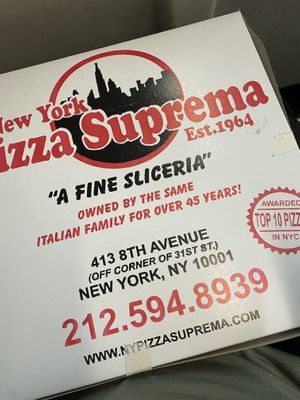 New York
Pizza Suprema
Est.1964
"A FINE SLICERIA"
OWNED BY THE SAME
ITALIAN FAMILY FOR OVER 45 YEARS!
AWARDED
TOP 10 PIZZ
IN NYC
413 8TH AVENUE
(OFF CORNER OF 31ST ST.)
NEW YORK, NY 10001
212.594.8939
WWW.NYPIZZASUPREMA.COM